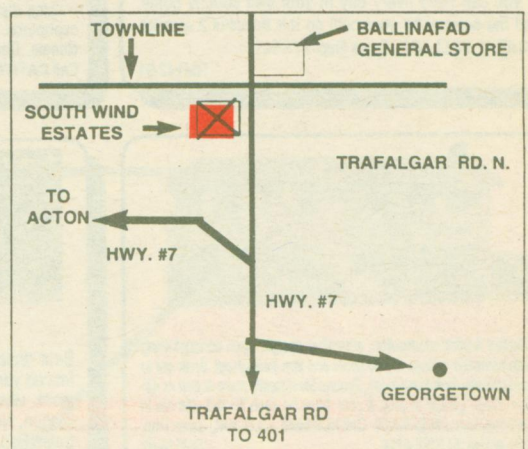 TOWNLINE
BALLINAFAD
GENERAL STORE
SOUTH WIND
ESTATES
TRAFALGAR RD. N.
TO
ACTON
HWY. #7
HWY. #7
GEORGETOWN
TRAFALGAR RD
TO 401